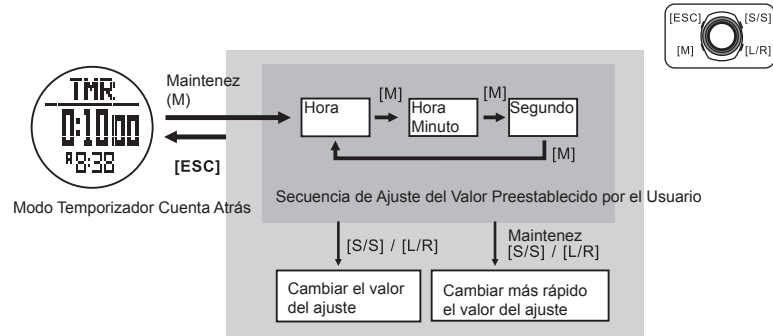 [ESC]
[S/S]
[M]
[L/R]
TMR
0:10 00
A 8:38
Modo Temporizador Cuenta Atrás
Maintenez
(M)
[ESC]
Hora
[M]
Hora
Minuto
[M]
Segundo
[M]
Secuencia de Ajuste del Valor Preestablecido por el Usuario
[S/S] / [L/R]
Maintenez
[S/S] / [L/R]
Cambiar el valor
del ajuste
Cambiar más rápido
el valor del ajuste